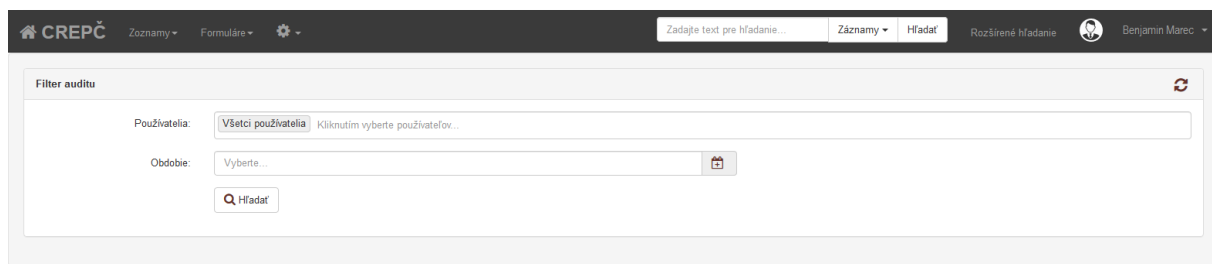 CREPČ Zoznamy Formuláre Zadajte text pre hľadanie... Záznamy Hľadať Rozšírené hľadanie Benjamin Marec
Filter auditu
Používatelia: Všetci používatelia Kliknutím vyberte používateľov...
Obdobie: Vyberte...
Hľadať